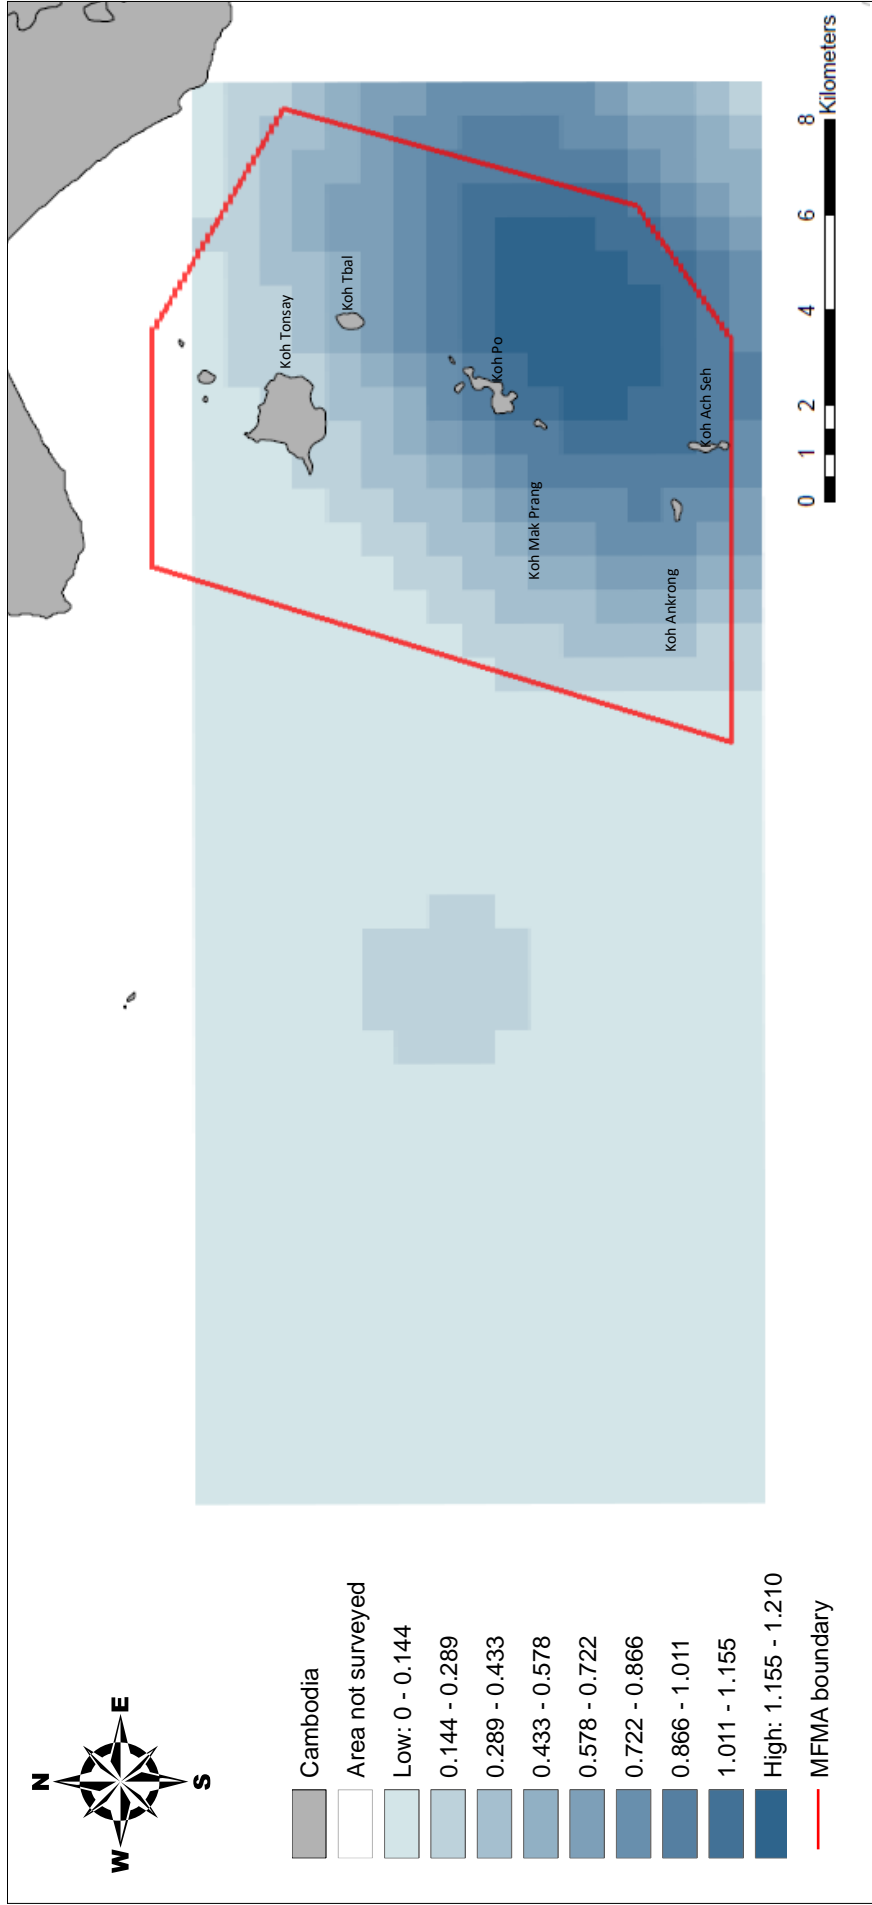 N
W
E
S
Cambodia
Area not surveyed
Low: 0 - 0.144
0.144 - 0.289
0.289 - 0.433
0.433 - 0.578
0.578 - 0.722
0.722 - 0.866
0.866 - 1.011
1.011 - 1.155
High: 1.155 - 1.210
MFMA boundary
Koh Tonsay
Koh Tbal
Koh Po
Koh Mak Prang
Koh Ankrong
Koh Ach Seh
0 1 2 4 6 8
Kilometers